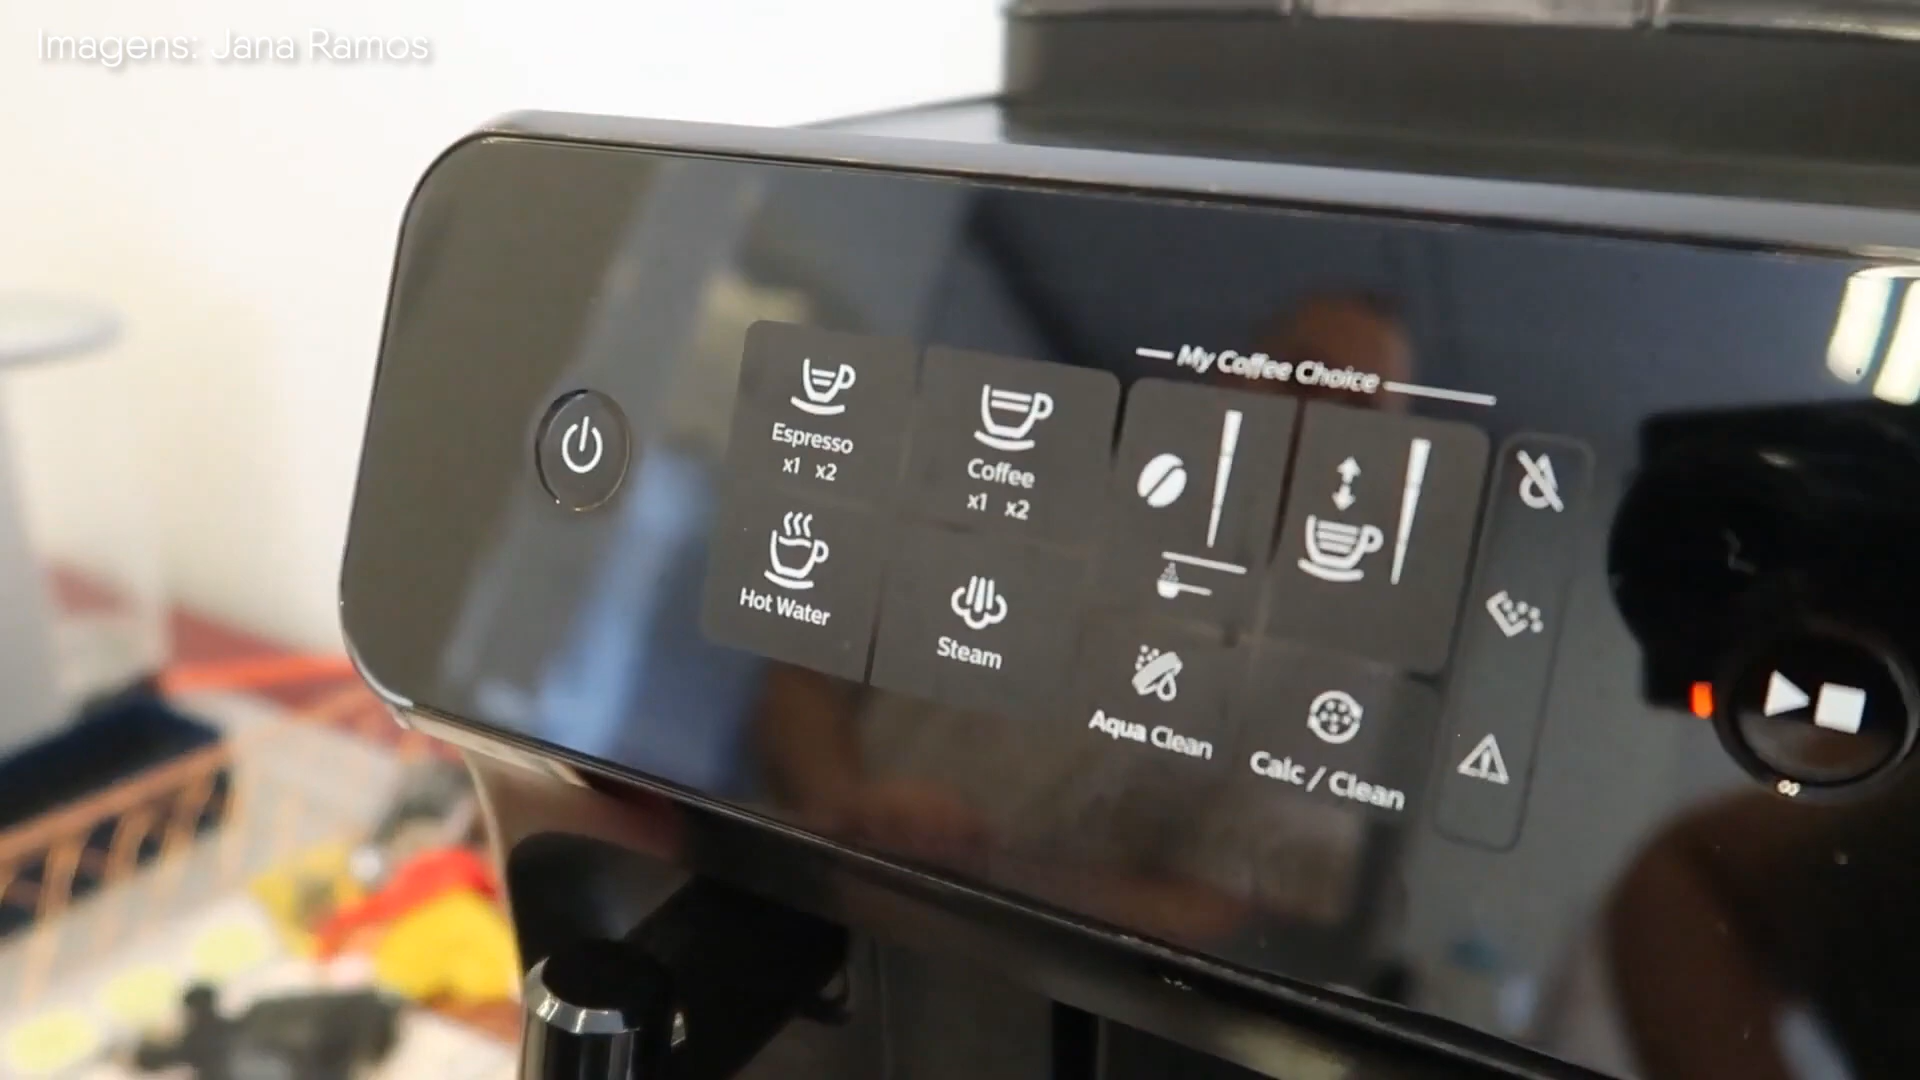 Imagens: Jana Ramos
My Coffee Choice
Espresso
x1 x2
Coffee
x1 x2
Hot Water
Steam
Aqua Clean
Calc / Clean